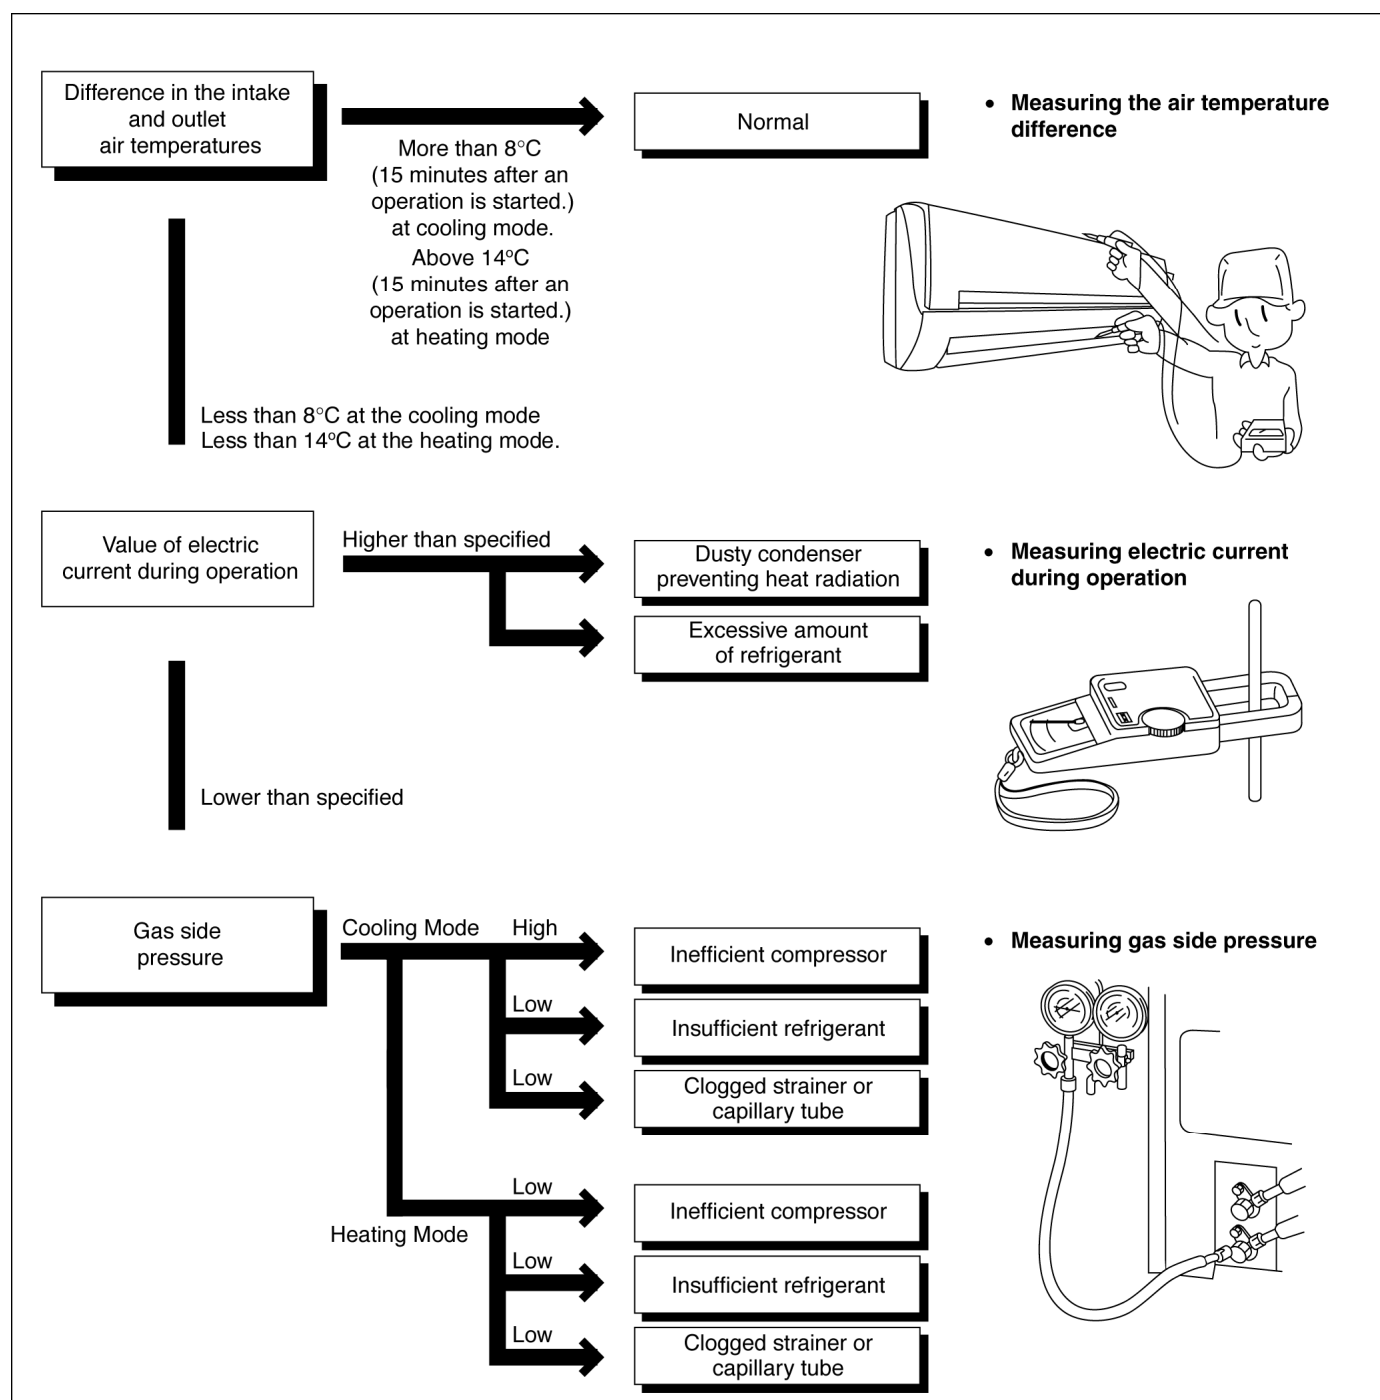 Difference in the intake
and outlet
air temperatures
More than 8°C
(15 minutes after an
operation is started.)
at cooling mode.
Above 14ºC
(15 minutes after an
operation is started.)
at heating mode
Normal
• Measuring the air temperature
difference
Less than 8°C at the cooling mode
Less than 14ºC at the heating mode.
Value of electric
current during operation
Higher than specified
Dusty condenser
preventing heat radiation
Excessive amount
of refrigerant
• Measuring electric current
during operation
Lower than specified
Gas side
pressure
Cooling Mode
High
Inefficient compressor
Low
Insufficient refrigerant
Low
Clogged strainer or
capillary tube
Heating Mode
Low
Inefficient compressor
Low
Insufficient refrigerant
Low
Clogged strainer or
capillary tube
• Measuring gas side pressure